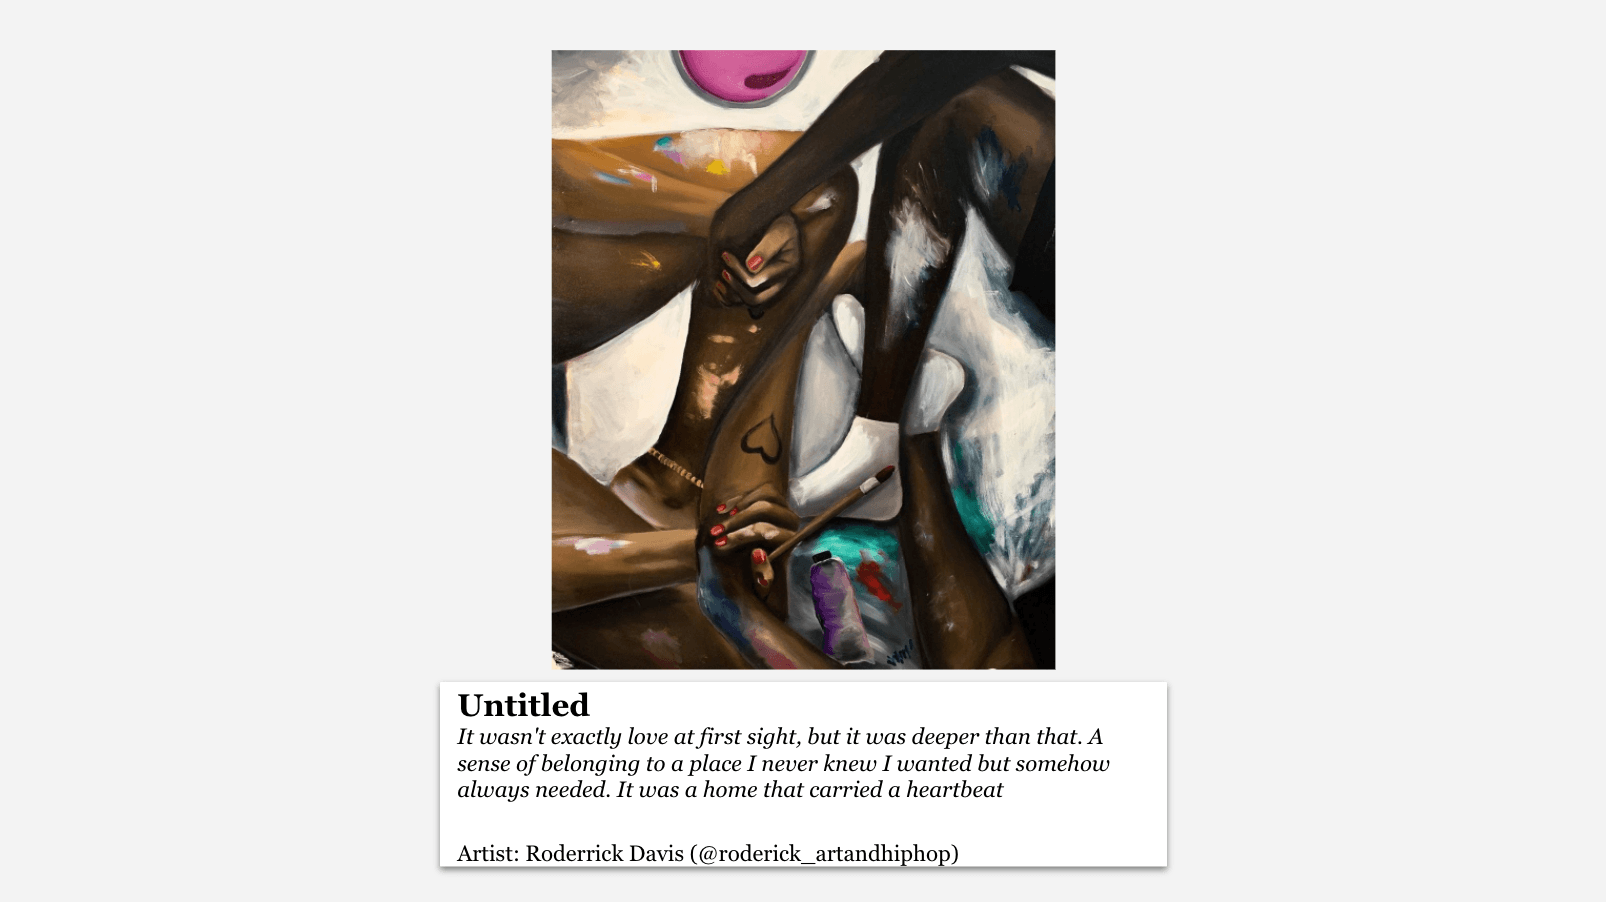 Untitled
It wasn't exactly love at first sight, but it was deeper than that. A
sense of belonging to a place I never knew I wanted but somehow
always needed. It was a home that carried a heartbeat
Artist: Roderrick Davis (@roderick_artandhiphop)